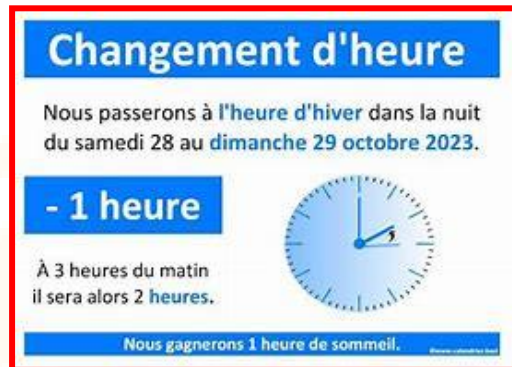 Changement d'heure
Nous passerons à l'heure d'hiver dans la nuit
du samedi 28 au dimanche 29 octobre 2023.
- 1 heure
À 3 heures du matin
il sera alors 2 heures.
Nous gagnerons 1 heure de sommeil.